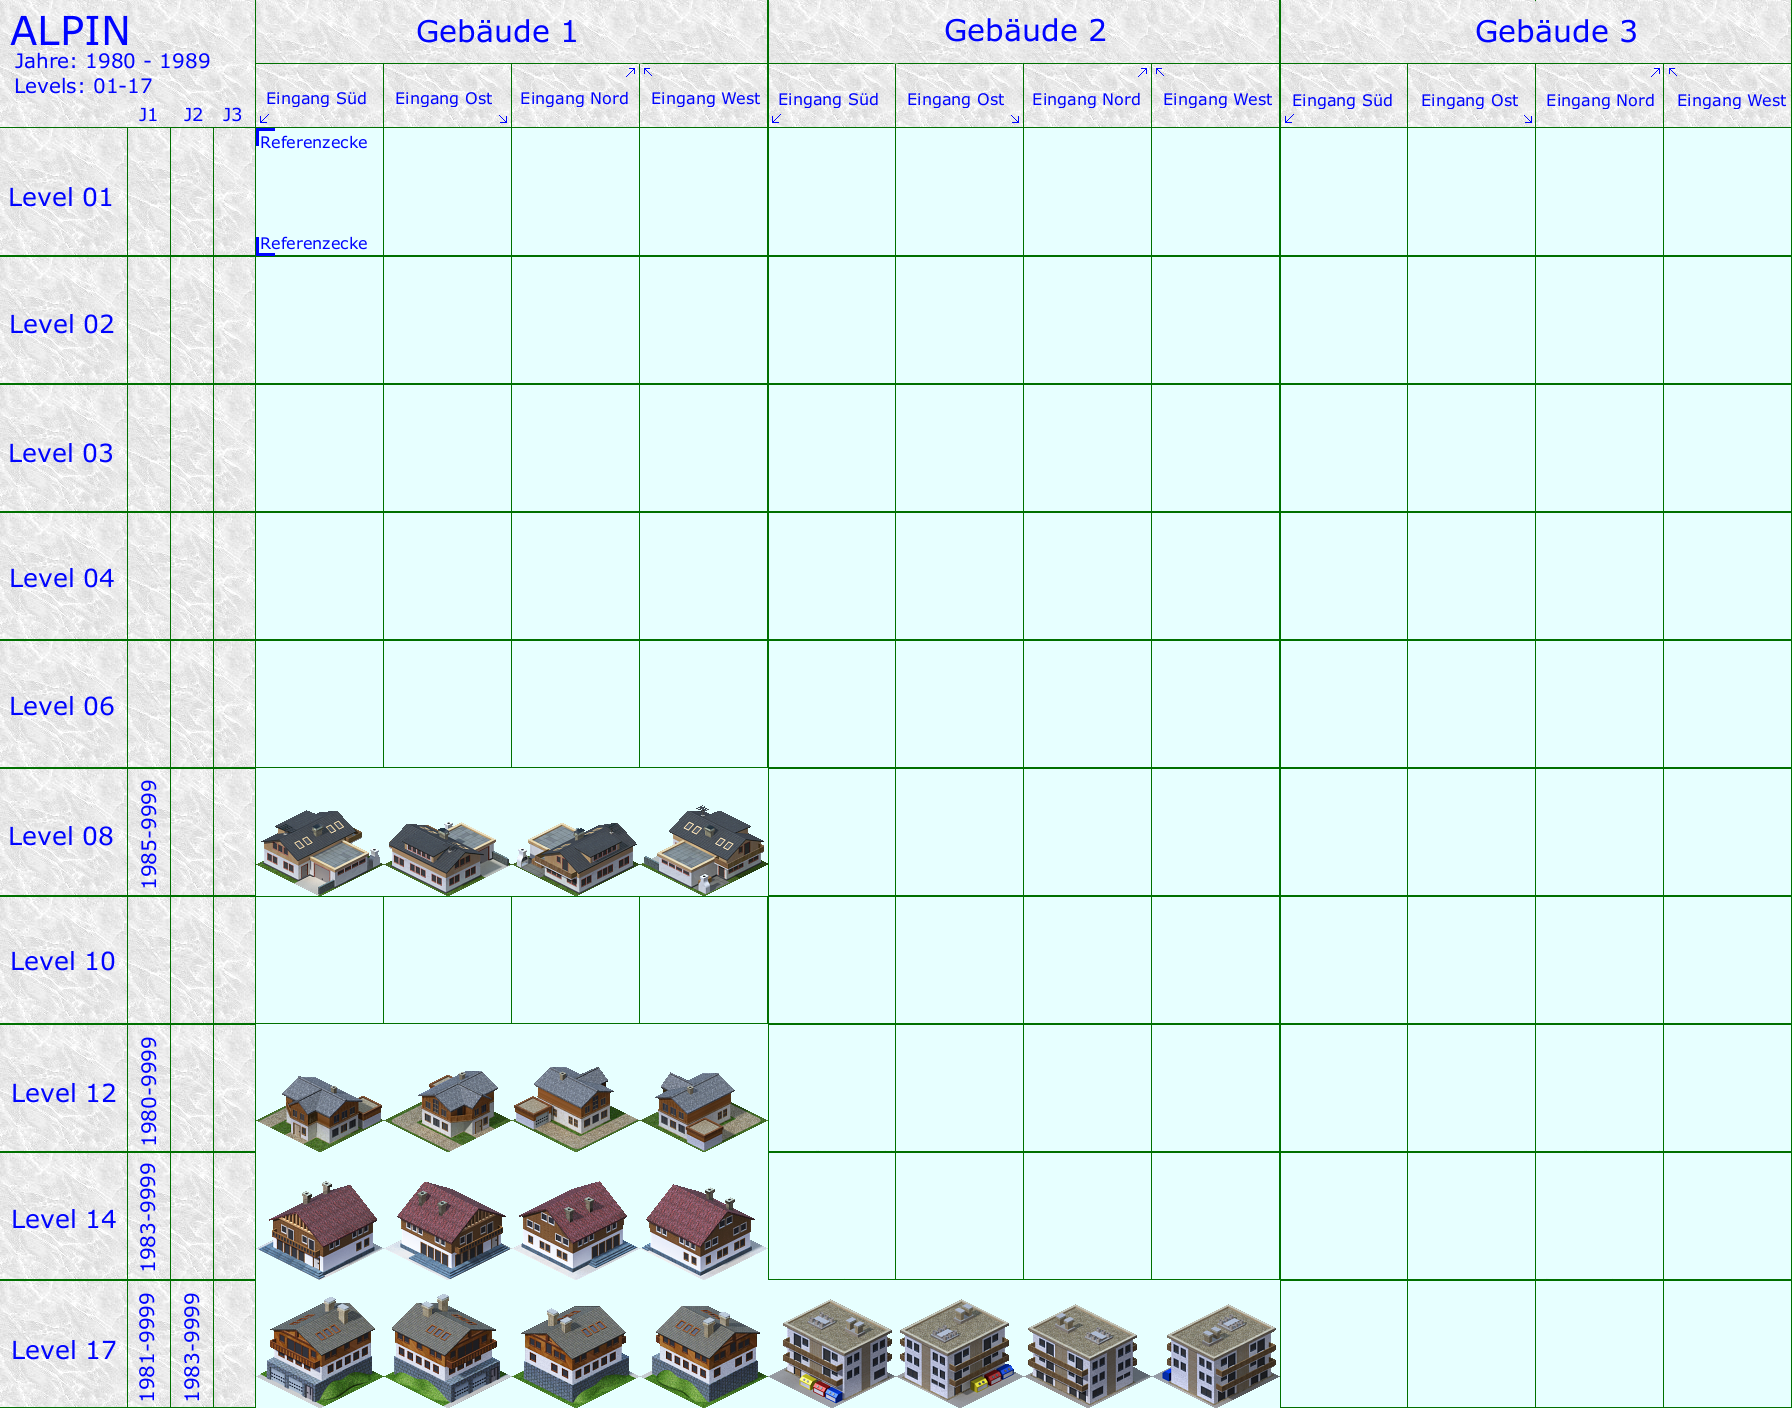 ALPIN
Jahre: 1980 - 1989
Levels: 01-17
J1 J2 J3
Gebäude 1
Gebäude 2
Gebäude 3
Eingang Süd
Eingang Ost
Eingang Nord
Eingang West
Eingang Süd
Eingang Ost
Eingang Nord
Eingang West
Eingang Süd
Eingang Ost
Eingang Nord
Eingang West
Level 01
Referenzecke
Referenzecke
Level 02
Level 03
Level 04
Level 06
Level 08
1985-9999
Level 10
Level 12
1980-9999
Level 14
1983-9999
Level 17
1981-9999
1983-9999